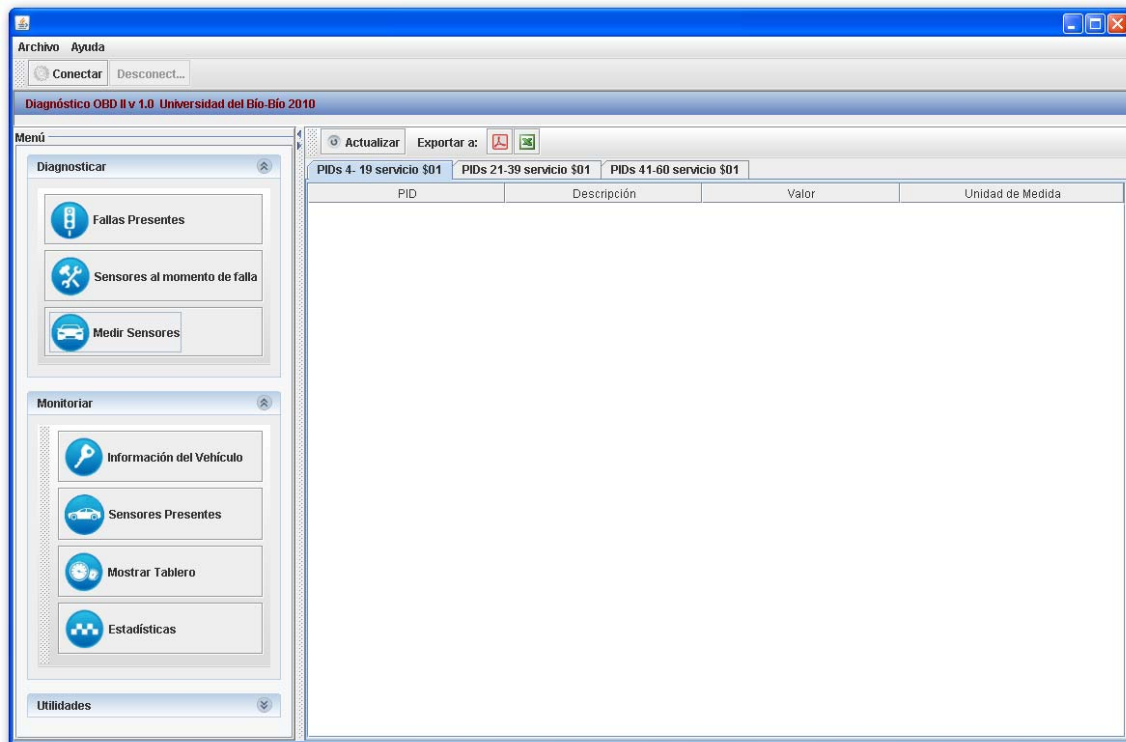 Archivo Ayuda
Conectar Desconect...
Diagnóstico OBD II v 1.0 Universidad del Bío-Bío 2010
Menú
Diagnosticar
Fallas Presentes
Sensores al momento de falla
Medir Sensores
Monitoriar
Información del Vehículo
Sensores Presentes
Mostrar Tablero
Estadísticas
Utilidades
Actualizar Exportar a:
PIDs 4- 19 servicio $01 PIDs 21-39 servicio $01 PIDs 41-60 servicio $01
PID Descripción Valor Unidad de Medida